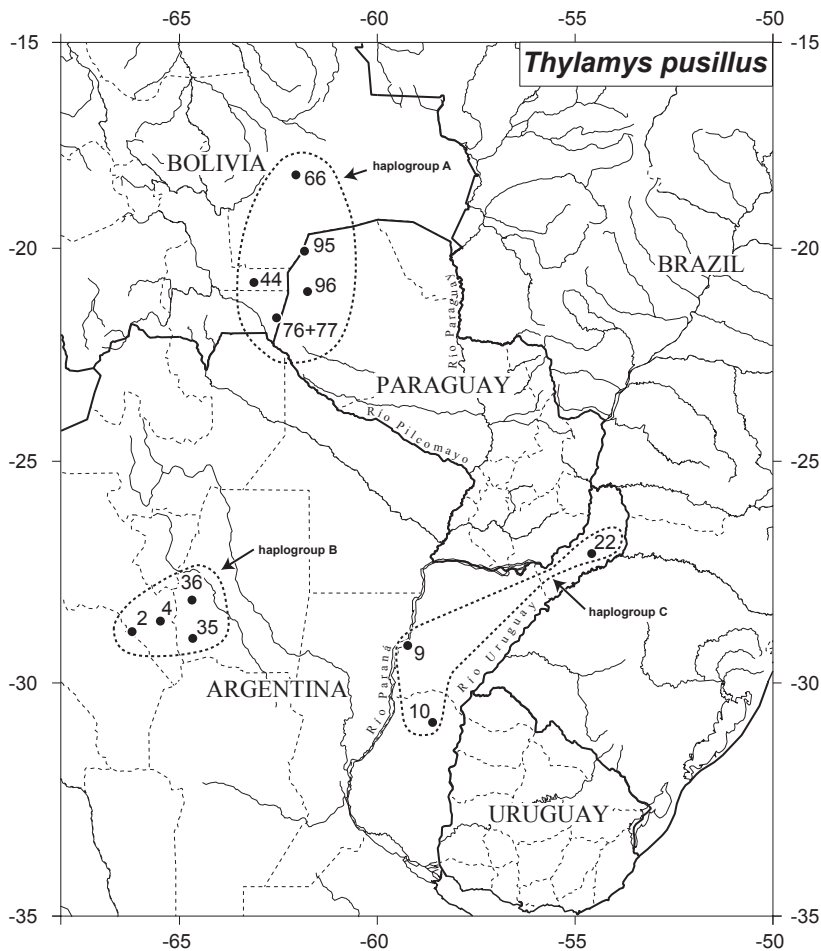 -65 -60 -55 -50
-15 -15
Thylamys pusillus
BOLIVIA
haplogroup A
66
-20 -20
95
BRAZIL
44
96
76+77
Río Paraguay
PARAGUAY
Río Pilcomayo
-25 -25
22
haplogroup B
36
haplogroup C
2 4
35
9
Río Uruguay
Río Paraná
ARGENTINA
-30 -30
10
URUGUAY
-35 -35
-65 -60 -55 -50